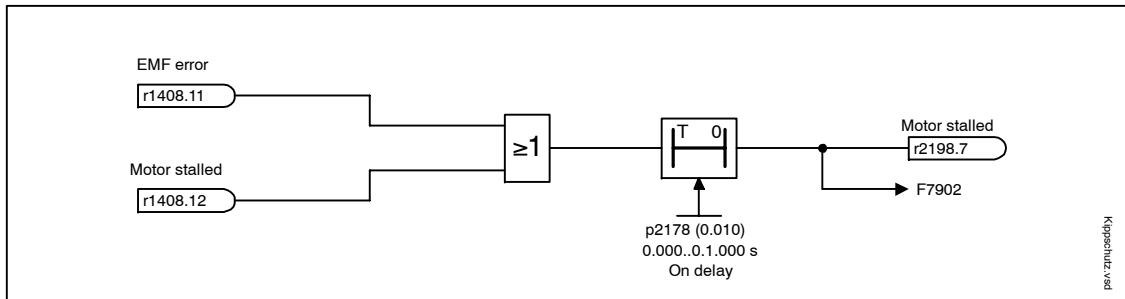 EMF error
r1408.11
Motor stalled
r1408.12
≥1
T 0
p2178 (0.010)
0.000..0.1.000 s
On delay
Motor stalled
r2198.7
F7902
Kippschutz.vsd